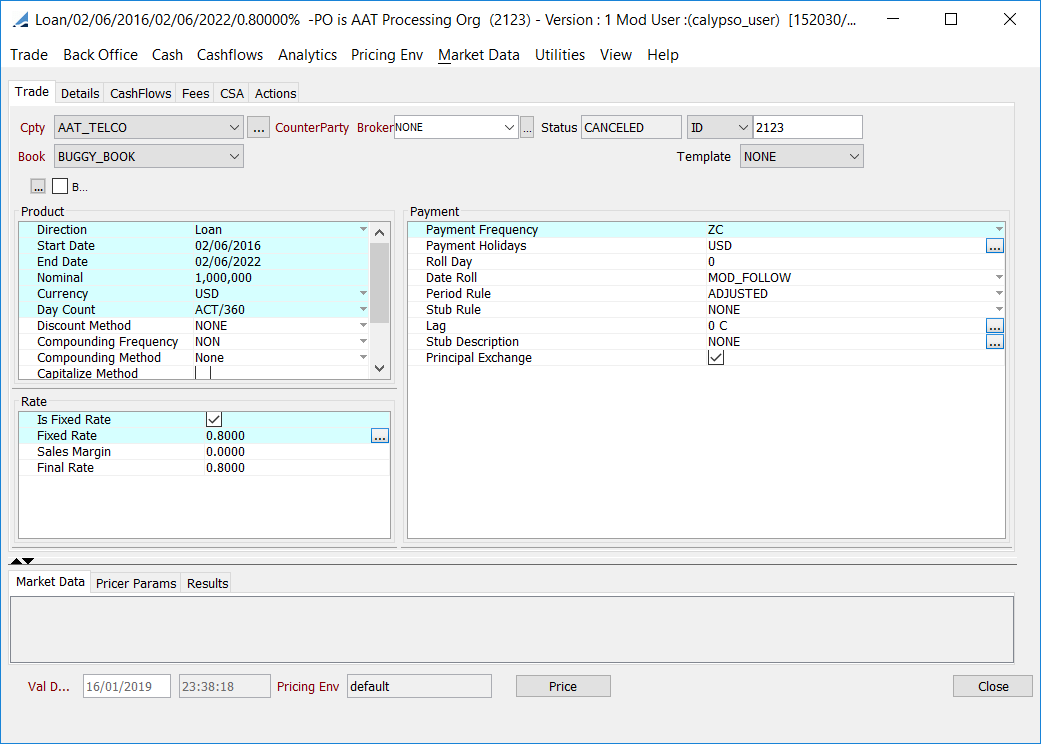 Loan/02/06/2016/02/06/2022/0.80000%  -PO is AAT Processing Org  (2123) - Version : 1 Mod User :(calypso_user)  [152030/...
Trade Back Office Cash Cashflows Analytics Pricing Env Market Data Utilities View Help
Trade Details CashFlows Fees CSA Actions
Cpty AAT_TELCO ... CounterParty Broker NONE ... Status CANCELED ID 2123
Book BUGGY_BOOK Template NONE
... B...
Product
Direction Loan
Start Date 02/06/2016
End Date 02/06/2022
Nominal 1,000,000
Currency USD
Day Count ACT/360
Discount Method NONE
Compounding Frequency NON
Compounding Method None
Capitalize Method
Payment
Payment Frequency ZC
Payment Holidays USD ...
Roll Day 0
Date Roll MOD_FOLLOW
Period Rule ADJUSTED
Stub Rule NONE
Lag 0 C ...
Stub Description NONE ...
Principal Exchange
Rate
Is Fixed Rate
Fixed Rate 0.8000 ...
Sales Margin 0.0000
Final Rate 0.8000
Market Data Pricer Params Results
Val D... 16/01/2019 23:38:18 Pricing Env default Price Close